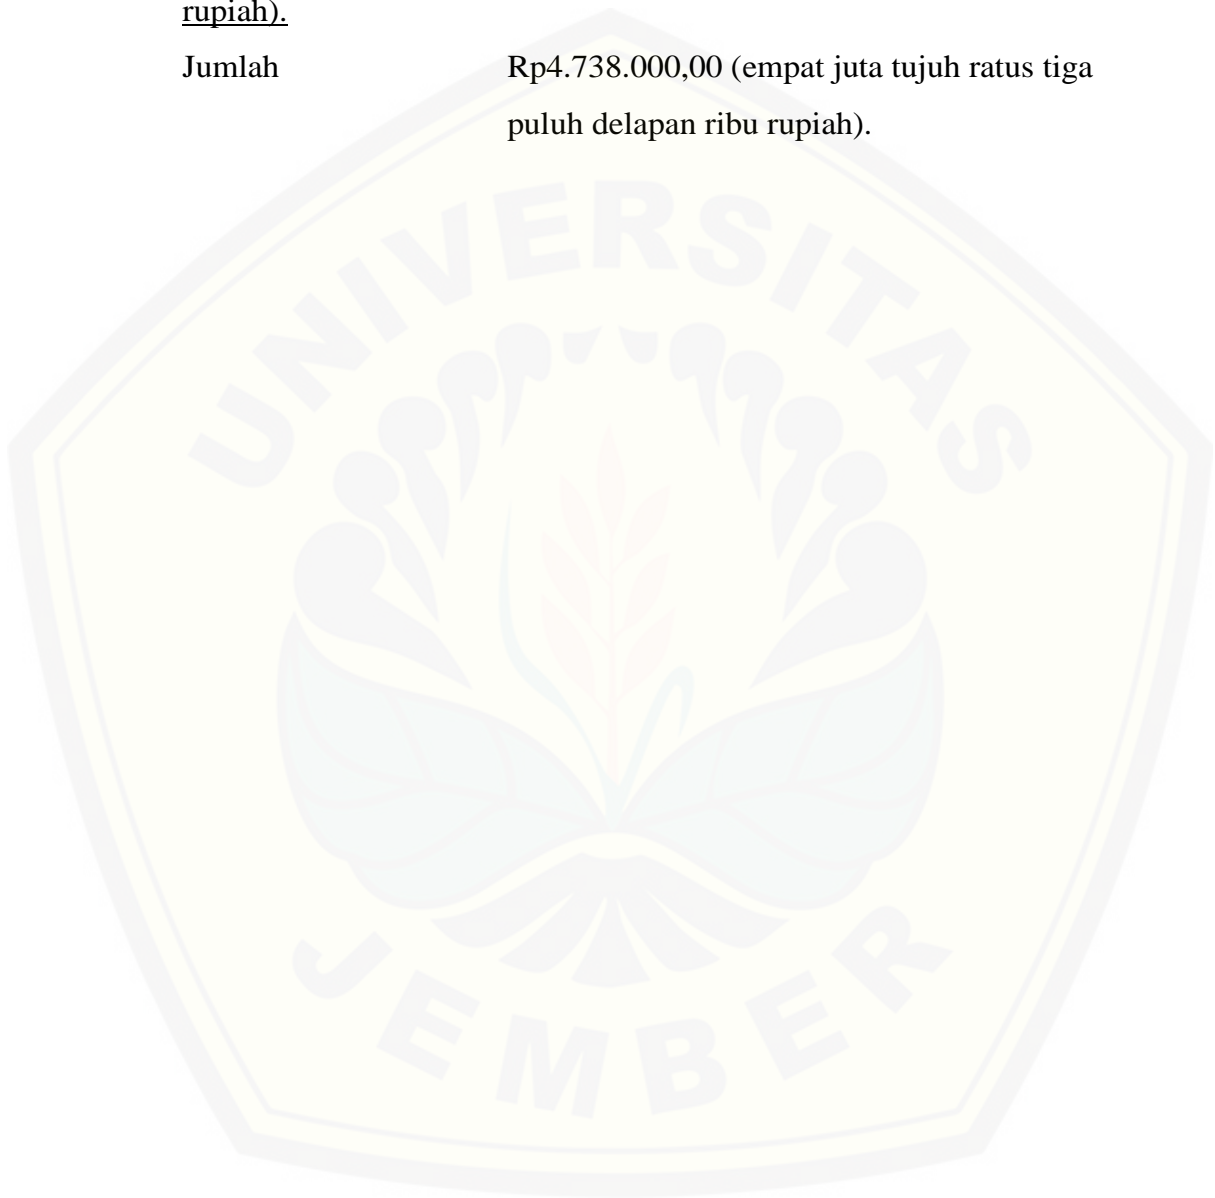 rupiah).
Jumlah Rp4.738.000,00 (empat juta tujuh ratus tiga
puluh delapan ribu rupiah).
UNIVERSITAS
JEMBER